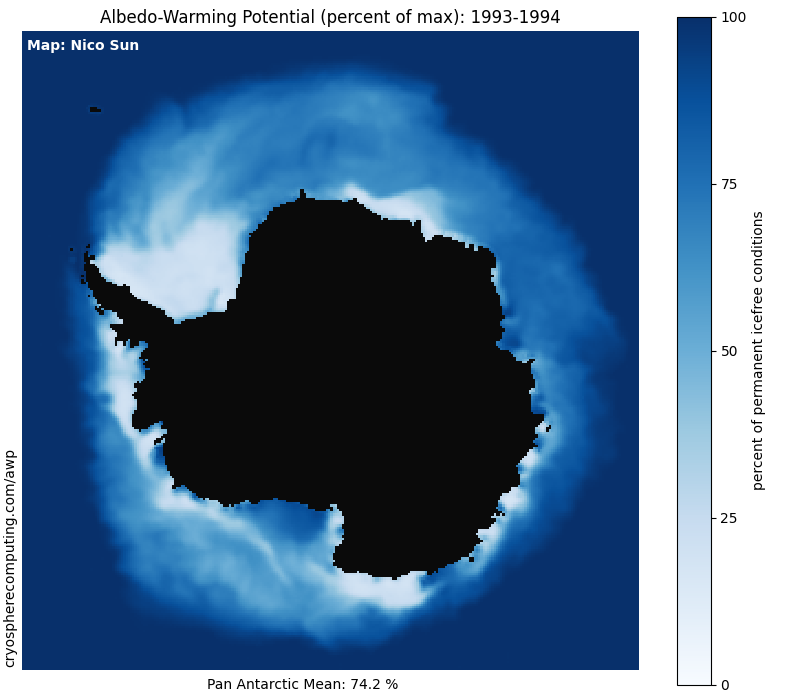 Albedo-Warming Potential (percent of max): 1993-1994
Map: Nico Sun
100
75
50
25
0
percent of permanent icefree conditions
cryospherecomputing.com/awp
Pan Antarctic Mean: 74.2 %